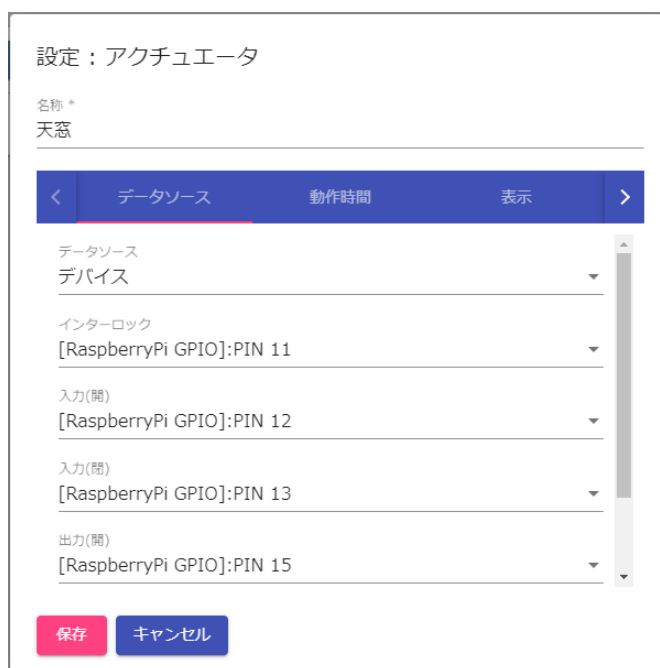 設定：アクチュエータ
名称 *
天窓
データソース 動作時間 表示
データソース
デバイス
インターロック
[RaspberryPi GPIO]:PIN 11
入力(開)
[RaspberryPi GPIO]:PIN 12
入力(閉)
[RaspberryPi GPIO]:PIN 13
出力(開)
[RaspberryPi GPIO]:PIN 15
保存 キャンセル